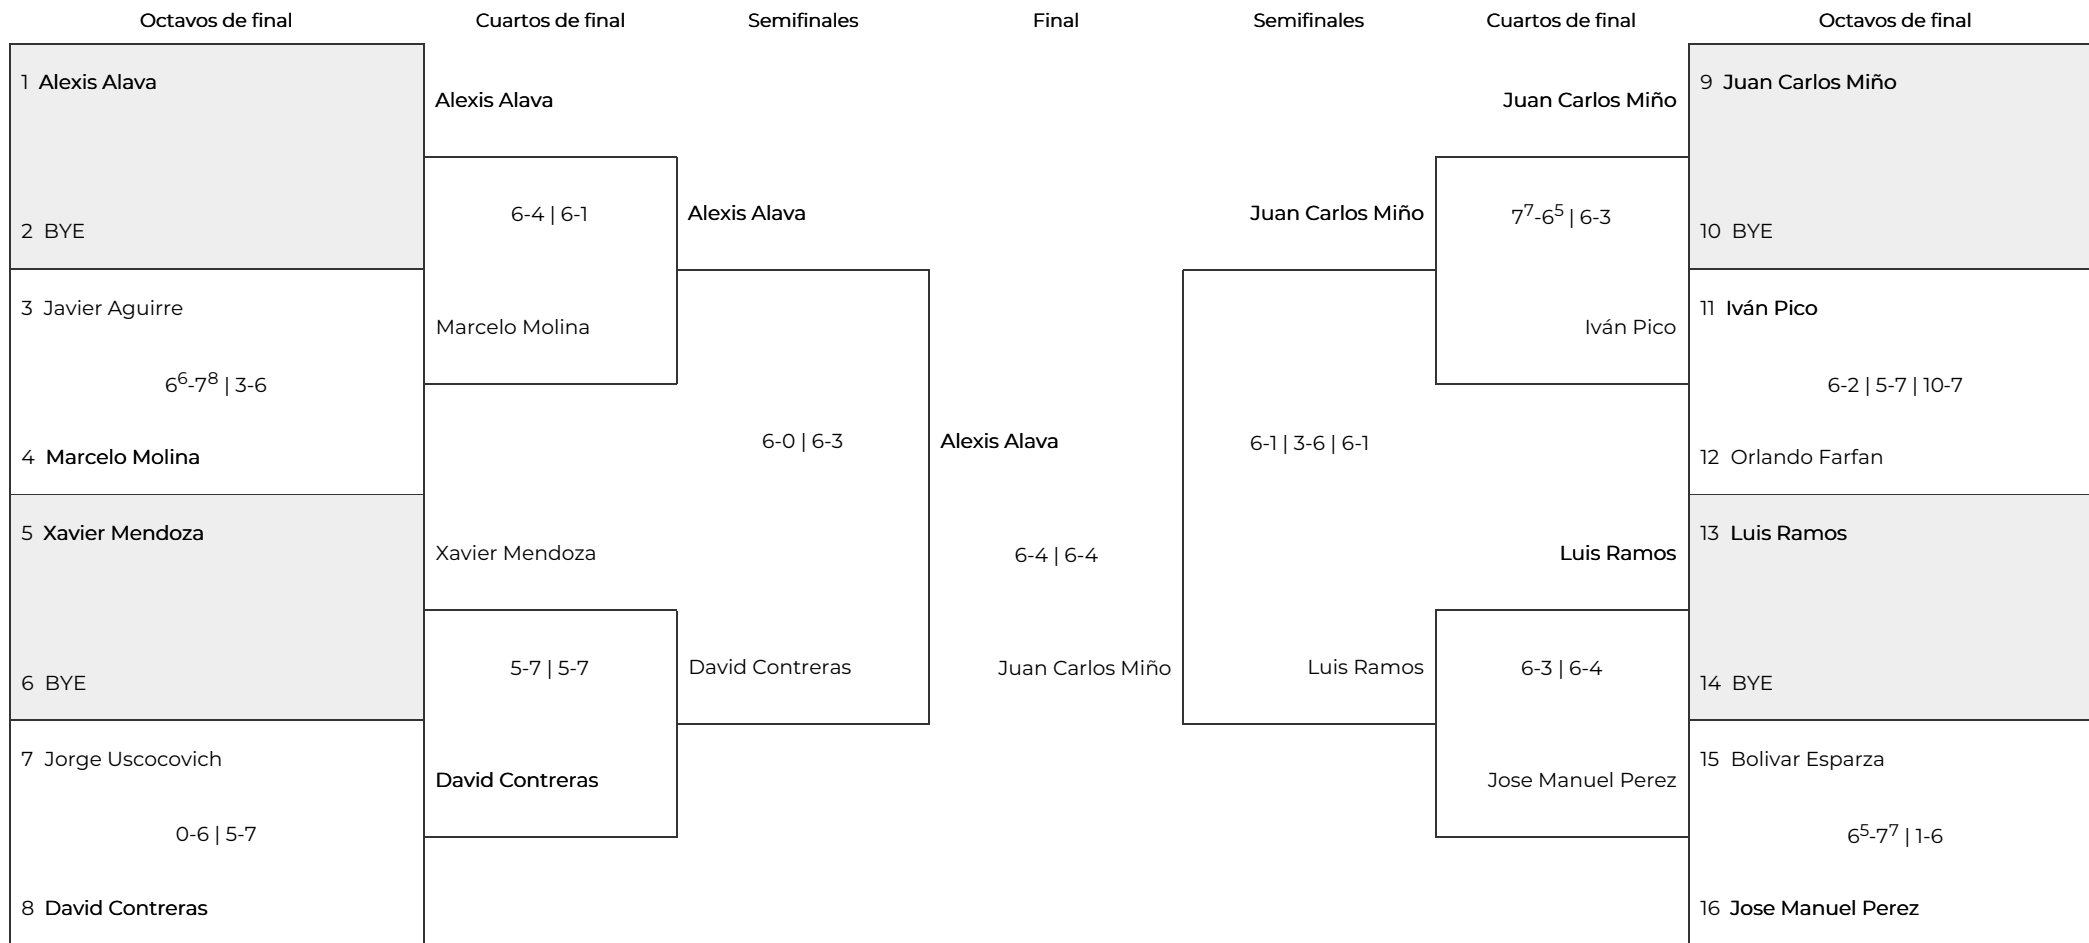 Octavos de final
Cuartos de final
Semifinales
Final
Semifinales
Cuartos de final
Octavos de final
1 Alexis Alava
2 BYE
3 Javier Aguirre
6⁶-7⁸ | 3-6
4 Marcelo Molina
5 Xavier Mendoza
6 BYE
7 Jorge Uscocovich
0-6 | 5-7
8 David Contreras
Alexis Alava
6-4 | 6-1
Marcelo Molina
Xavier Mendoza
5-7 | 5-7
David Contreras
Alexis Alava
6-0 | 6-3
David Contreras
Alexis Alava
6-4 | 6-4
Juan Carlos Miño
Juan Carlos Miño
6-1 | 3-6 | 6-1
Luis Ramos
Juan Carlos Miño
7⁷-6⁵ | 6-3
Iván Pico
Luis Ramos
6-3 | 6-4
Jose Manuel Perez
9 Juan Carlos Miño
10 BYE
11 Iván Pico
6-2 | 5-7 | 10-7
12 Orlando Farfan
13 Luis Ramos
14 BYE
15 Bolivar Esparza
6⁵-7⁷ | 1-6
16 Jose Manuel Perez